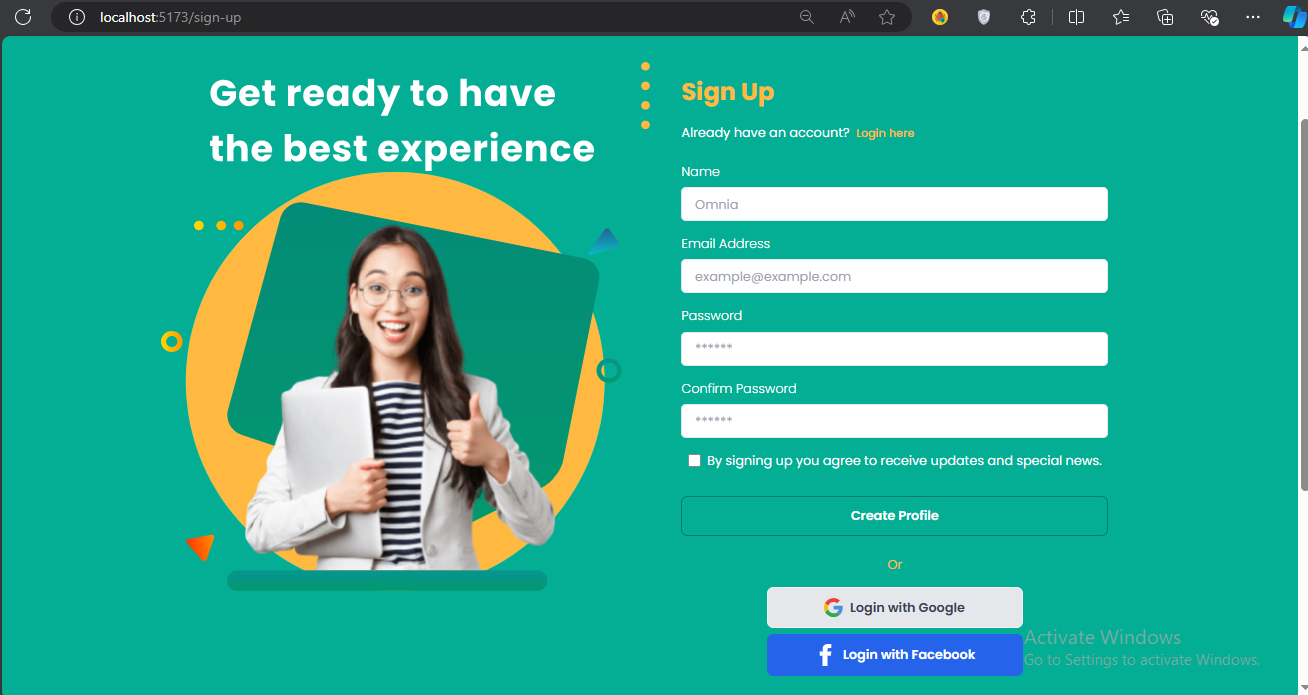 localhost:5173/sign-up
Get ready to have
the best experience
Sign Up
Already have an account? Login here
Name
Omnia
Email Address
example@example.com
Password
******
Confirm Password
******
By signing up you agree to receive updates and special news.
Create Profile
Or
Login with Google
Login with Facebook
Activate Windows
Go to Settings to activate Windows.